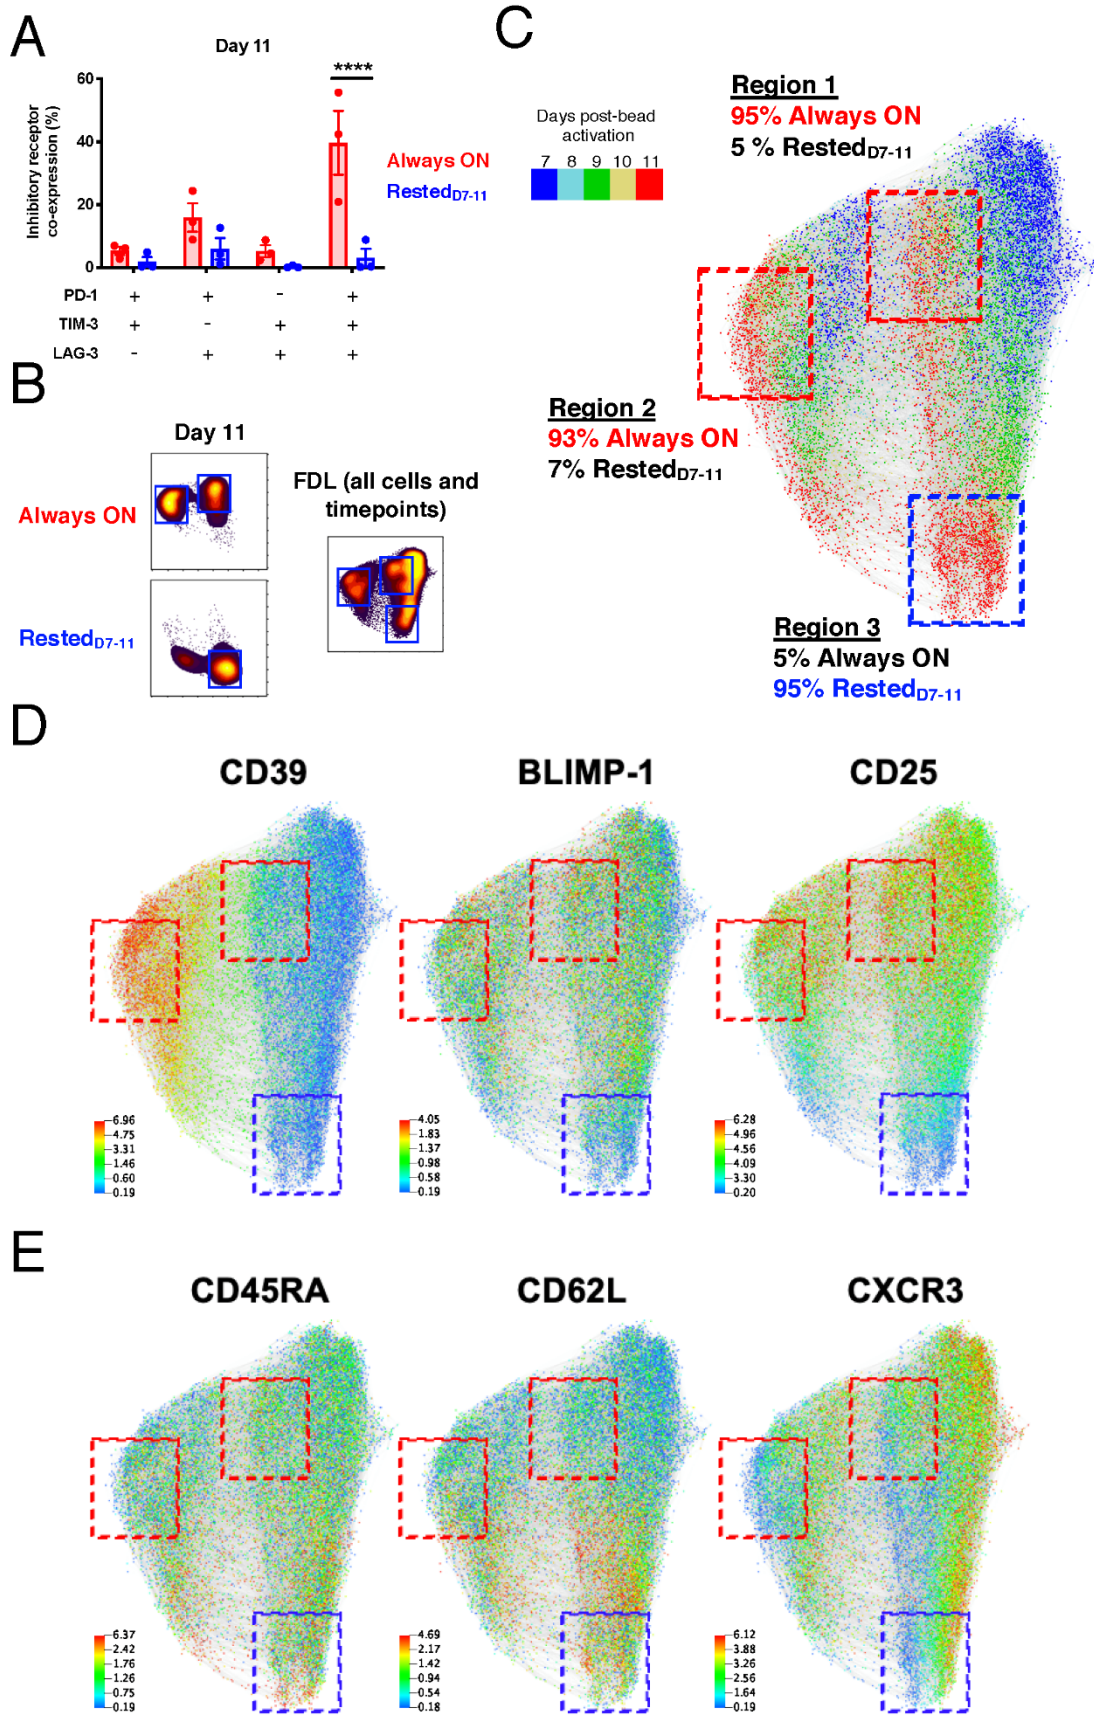 A
Day 11
****
60
40
20
0
Inhibitory receptor
co-expression (%)
Always ON
RestedD7-11
PD-1 + + - +
TIM-3 + - + +
LAG-3 - + + +
B
Day 11
Always ON
RestedD7-11
FDL (all cells and
timepoints)
C
Days post-bead
activation
7 8 9 10 11
Region 1
95% Always ON
5 % RestedD7-11
Region 2
93% Always ON
7% RestedD7-11
Region 3
5% Always ON
95% RestedD7-11
D
CD39 BLIMP-1 CD25
6.96
4.75
3.31
1.46
0.60
0.19
4.05
1.83
1.37
0.98
0.58
0.19
6.28
4.96
4.56
4.09
3.30
0.20
E
CD45RA CD62L CXCR3
6.37
2.42
1.76
1.26
0.75
0.19
4.69
2.17
1.42
0.94
0.54
0.18
6.12
3.88
2.56
1.64
0.19